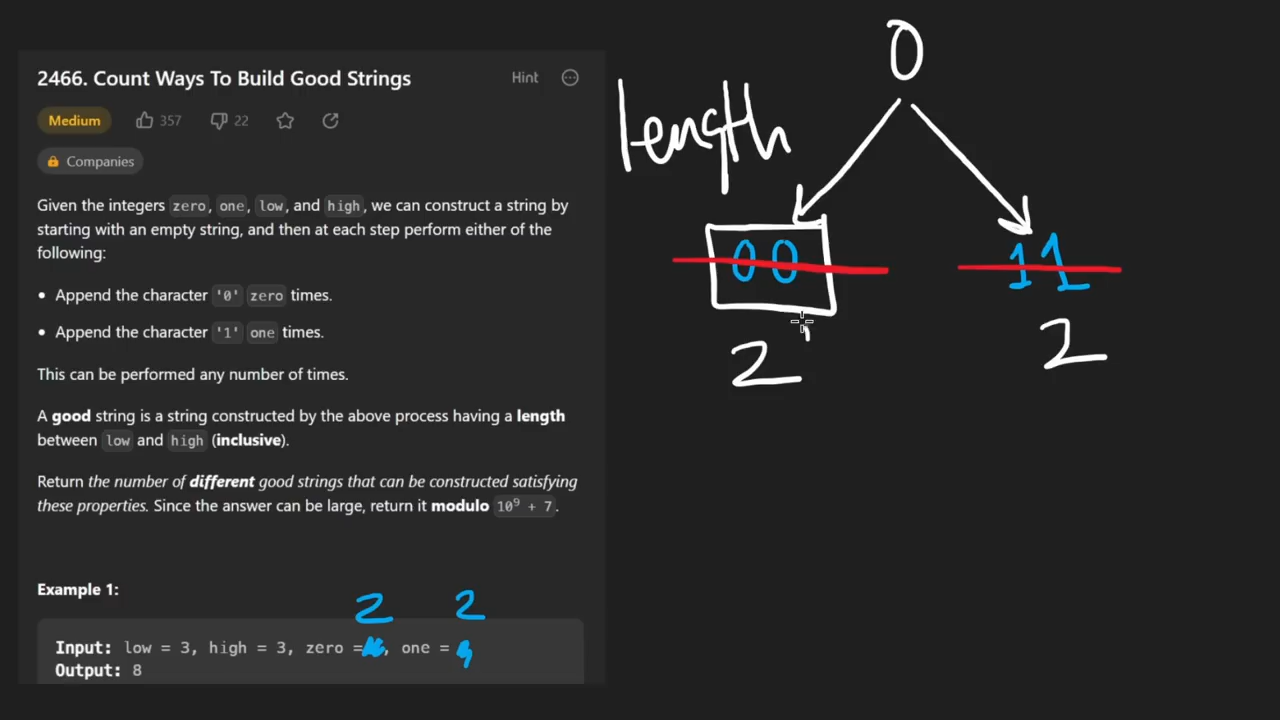 2466. Count Ways To Build Good Strings
Hint
Medium
357
22
Companies
Given the integers zero, one, low, and high, we can construct a string by
starting with an empty string, and then at each step perform either of the
following:
• Append the character '0' zero times.
• Append the character '1' one times.
This can be performed any number of times.
A good string is a string constructed by the above process having a length
between low and high (inclusive).
Return the number of different good strings that can be constructed satisfying
these properties. Since the answer can be large, return it modulo 10⁹ + 7.
Example 1:
2 2
Input: low = 3, high = 3, zero = , one =
Output: 8
0
length
00 11
2 2